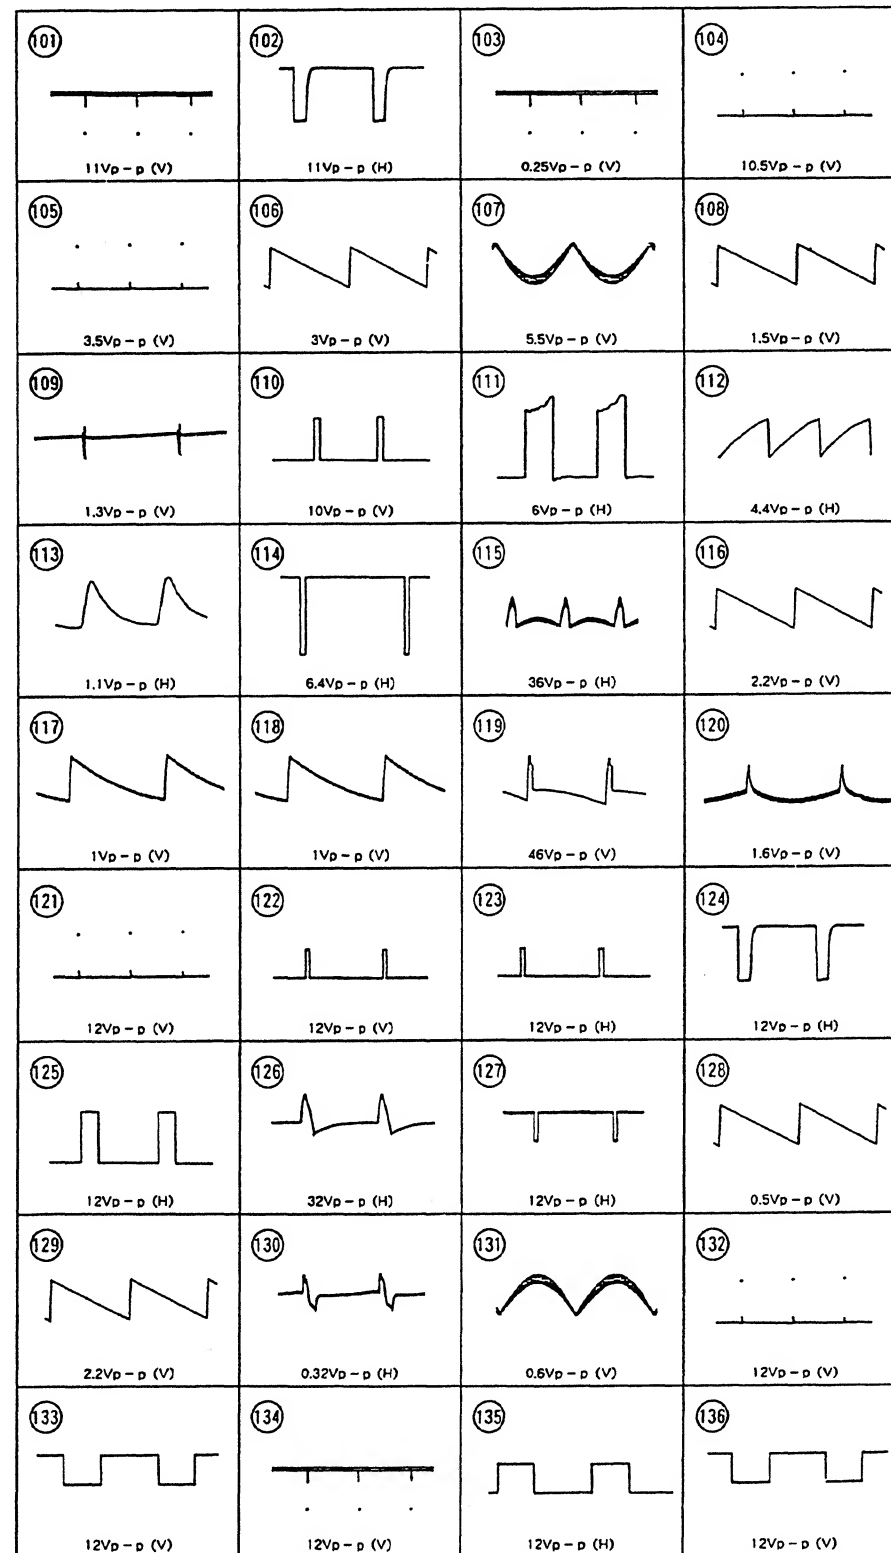 101 102 103 104
11Vp – p (V) 11Vp – p (H) 0.25Vp – p (V) 10.5Vp – p (V)
105 106 107 108
3.5Vp – p (V) 3Vp – p (V) 5.5Vp – p (V) 1.5Vp – p (V)
109 110 111 112
1.3Vp – p (V) 10Vp – p (V) 6Vp – p (H) 4.4Vp – p (H)
113 114 115 116
1.1Vp – p (H) 6.4Vp – p (H) 36Vp – p (H) 2.2Vp – p (V)
117 118 119 120
1Vp – p (V) 1Vp – p (V) 46Vp – p (V) 1.6Vp – p (V)
121 122 123 124
12Vp – p (V) 12Vp – p (V) 12Vp – p (H) 12Vp – p (H)
125 126 127 128
12Vp – p (H) 32Vp – p (H) 12Vp – p (H) 0.5Vp – p (V)
129 130 131 132
2.2Vp – p (V) 0.32Vp – p (H) 0.6Vp – p (V) 12Vp – p (V)
133 134 135 136
12Vp – p (V) 12Vp – p (V) 12Vp – p (H) 12Vp – p (V)